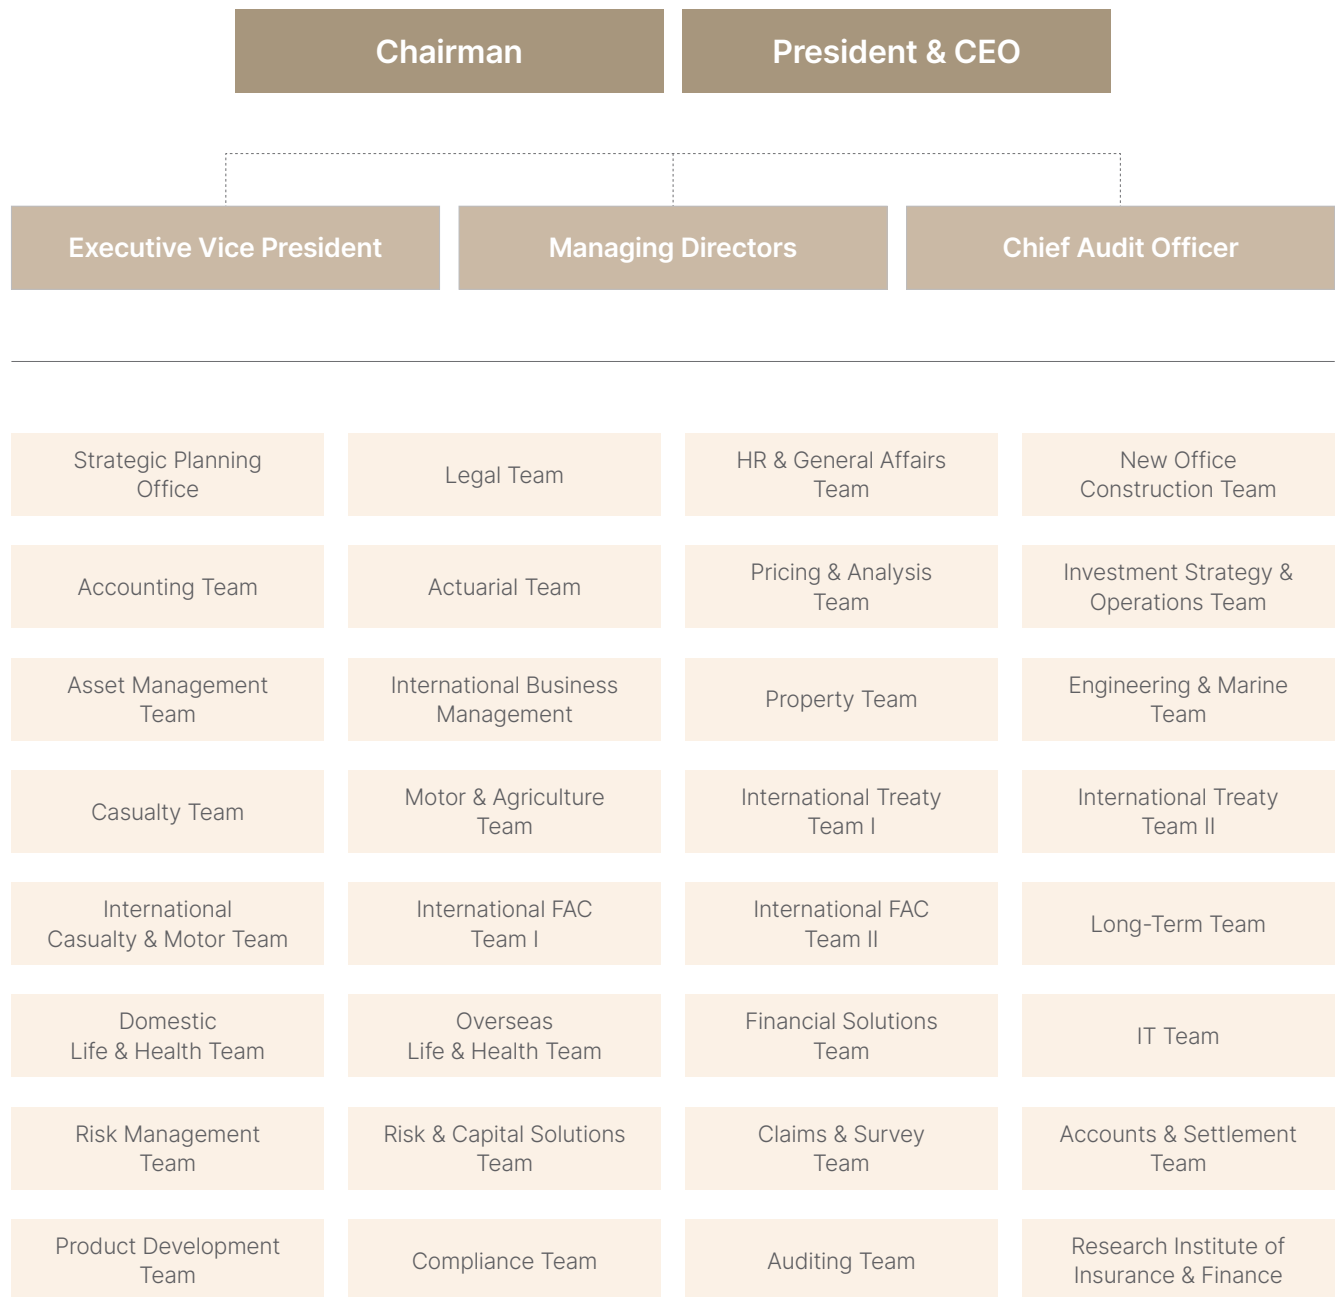 Chairman
President & CEO
Executive Vice President
Managing Directors
Chief Audit Officer
Strategic Planning
Office
Legal Team
HR & General Affairs
Team
New Office
Construction Team
Accounting Team
Actuarial Team
Pricing & Analysis
Team
Investment Strategy &
Operations Team
Asset Management
Team
International Business
Management
Property Team
Engineering & Marine
Team
Casualty Team
Motor & Agriculture
Team
International Treaty
Team I
International Treaty
Team II
International
Casualty & Motor Team
International FAC
Team I
International FAC
Team II
Long-Term Team
Domestic
Life & Health Team
Overseas
Life & Health Team
Financial Solutions
Team
IT Team
Risk Management
Team
Risk & Capital Solutions
Team
Claims & Survey
Team
Accounts & Settlement
Team
Product Development
Team
Compliance Team
Auditing Team
Research Institute of
Insurance & Finance